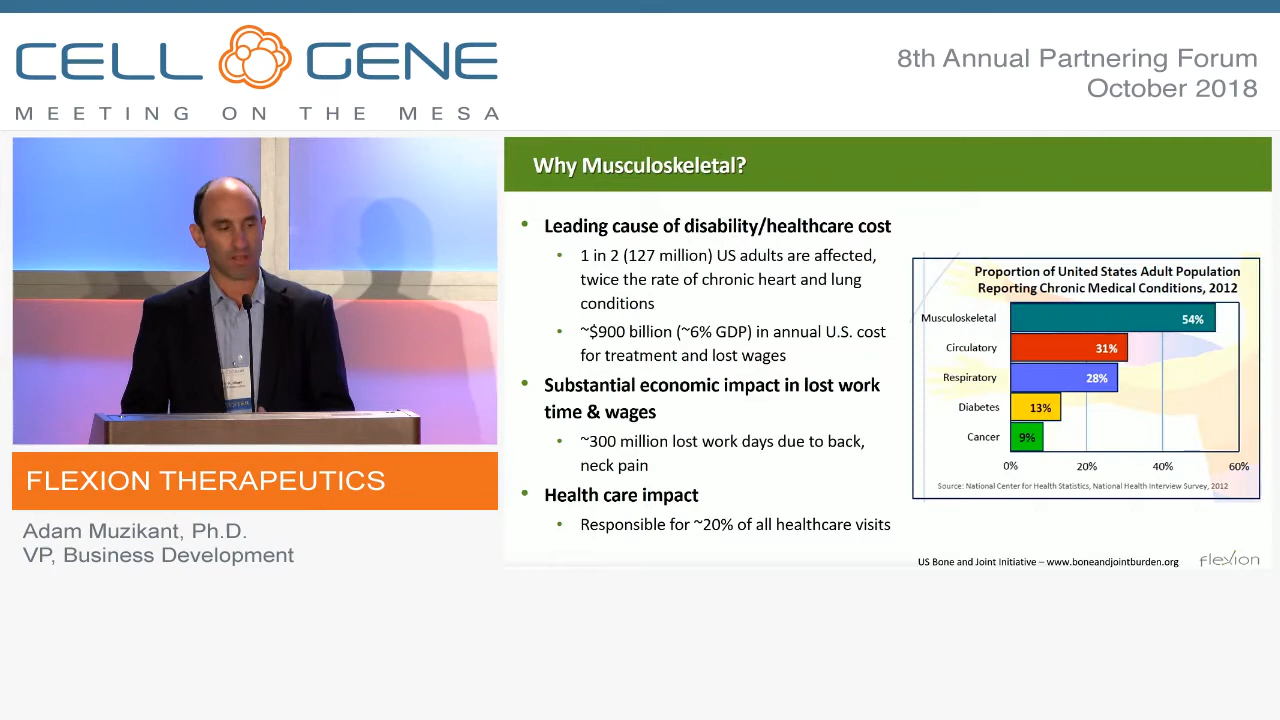 CELL GENE
MEETING ON THE MESA
8th Annual Partnering Forum
October 2018
Why Musculoskeletal?
• Leading cause of disability/healthcare cost
• 1 in 2 (127 million) US adults are affected,
twice the rate of chronic heart and lung
conditions
• ~$900 billion (~6% GDP) in annual U.S. cost
for treatment and lost wages
• Substantial economic impact in lost work
time & wages
• ~300 million lost work days due to back,
neck pain
• Health care impact
• Responsible for ~20% of all healthcare visits
Proportion of United States Adult Population
Reporting Chronic Medical Conditions, 2012
Musculoskeletal 54%
Circulatory 31%
Respiratory 28%
Diabetes 13%
Cancer 9%
0% 20% 40% 60%
Source: National Center for Health Statistics, National Health Interview Survey, 2012
US Bone and Joint Initiative – www.boneandjointburden.org
flexion
FLEXION THERAPEUTICS
Adam Muzikant, Ph.D.
VP, Business Development